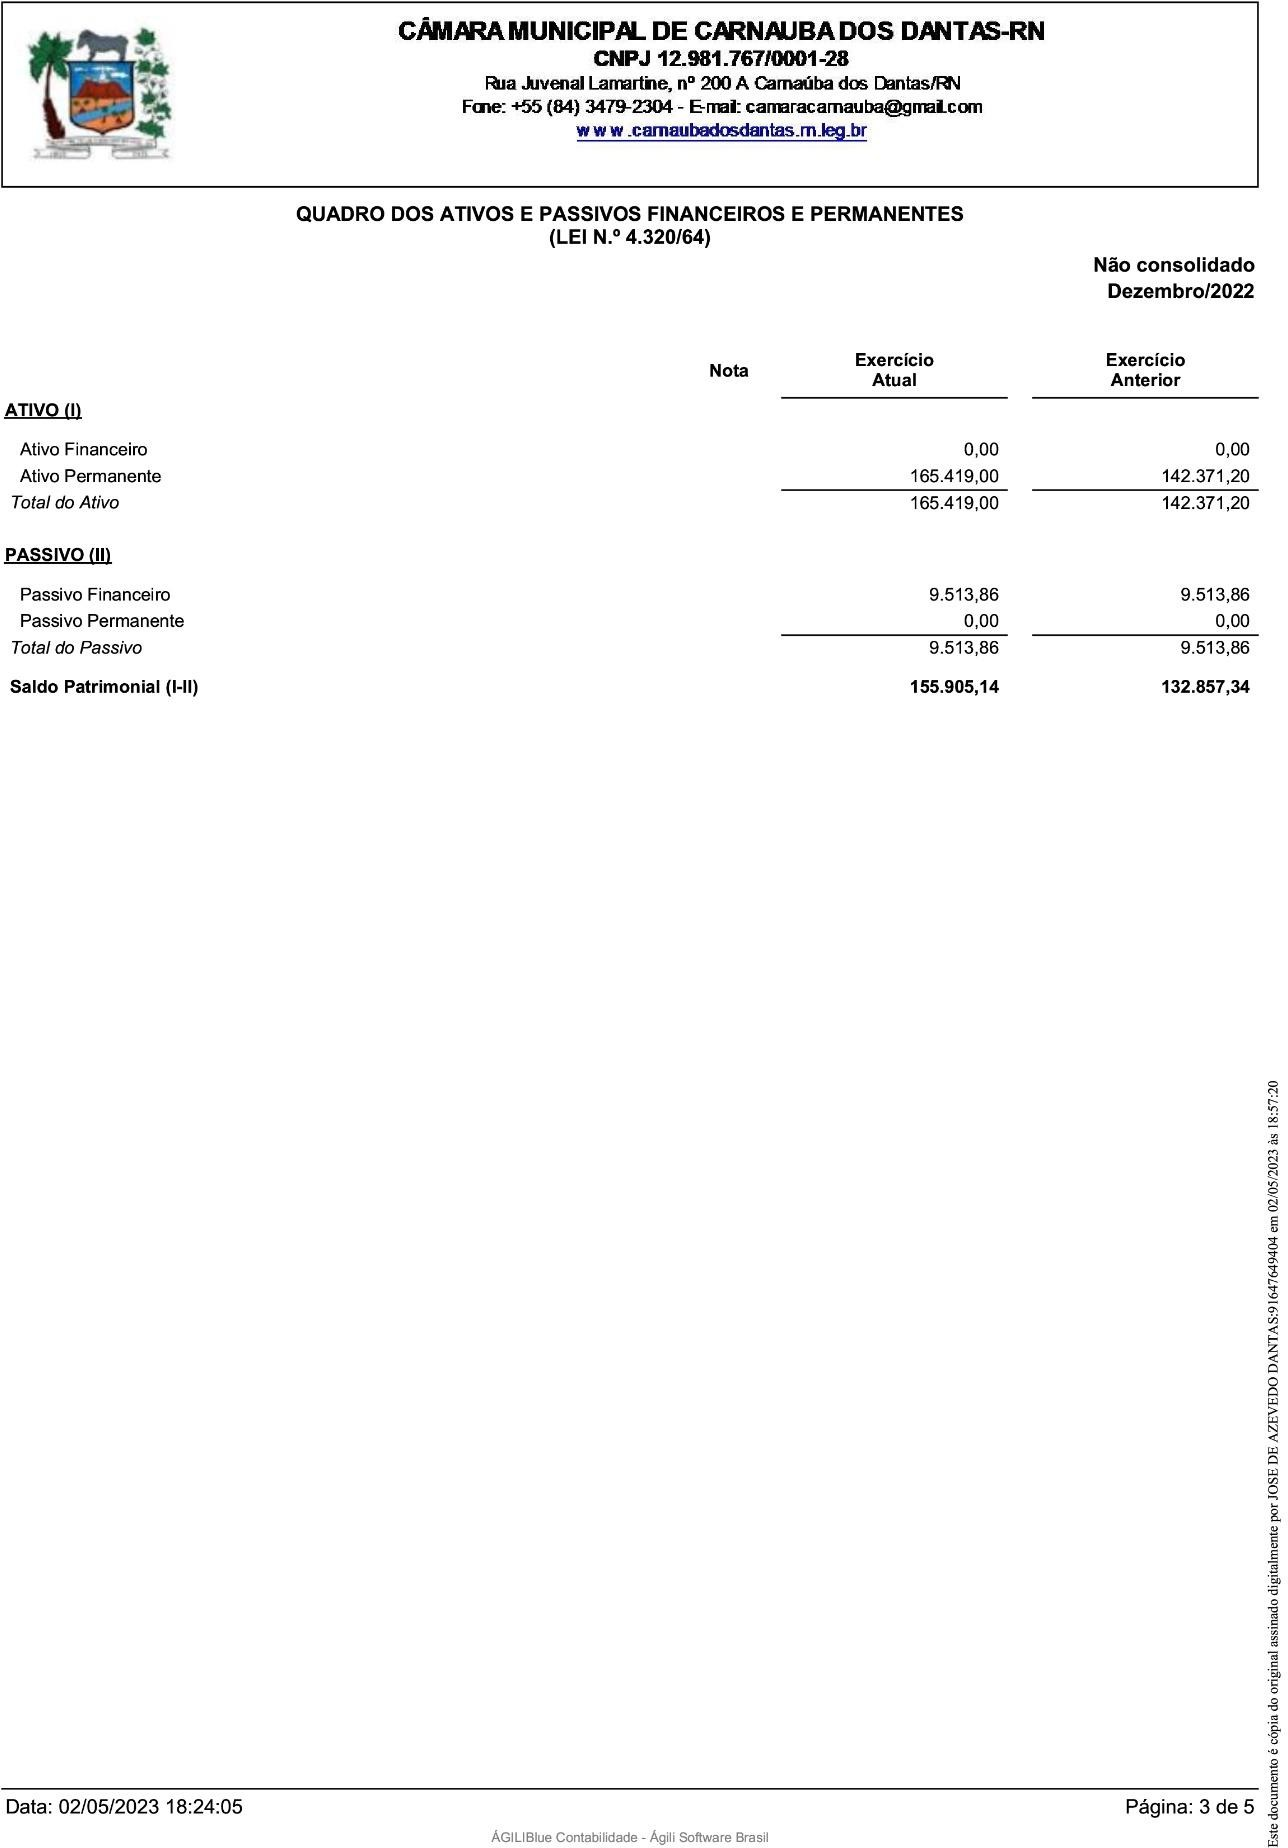 CÂMARA MUNICIPAL DE CARNAUBA DOS DANTAS-RN
CNPJ 12.981.767/0001-28
Rua Juvenal Lamartine, nº 200 A Carnaúba dos Dantas/RN
Fone: +55 (84) 3479-2304 - E-mail: camaracarnauba@gmail.com
www.carnaubadosdantas.rn.leg.br
QUADRO DOS ATIVOS E PASSIVOS FINANCEIROS E PERMANENTES
(LEI N.º 4.320/64)
Não consolidado
Dezembro/2022
Nota Exercício Atual Exercício Anterior
ATIVO (I)
Ativo Financeiro 0,00 0,00
Ativo Permanente 165.419,00 142.371,20
Total do Ativo 165.419,00 142.371,20
PASSIVO (II)
Passivo Financeiro 9.513,86 9.513,86
Passivo Permanente 0,00 0,00
Total do Passivo 9.513,86 9.513,86
Saldo Patrimonial (I-II) 155.905,14 132.857,34
Este documento é cópia do original assinado digitalmente por JOSE DE AZEVEDO DANTAS:91647649404 em 02/05/2023 às 18:57:20
Data: 02/05/2023 18:24:05 Página: 3 de 5
ÁGILIBlue Contabilidade - Ágili Software Brasil